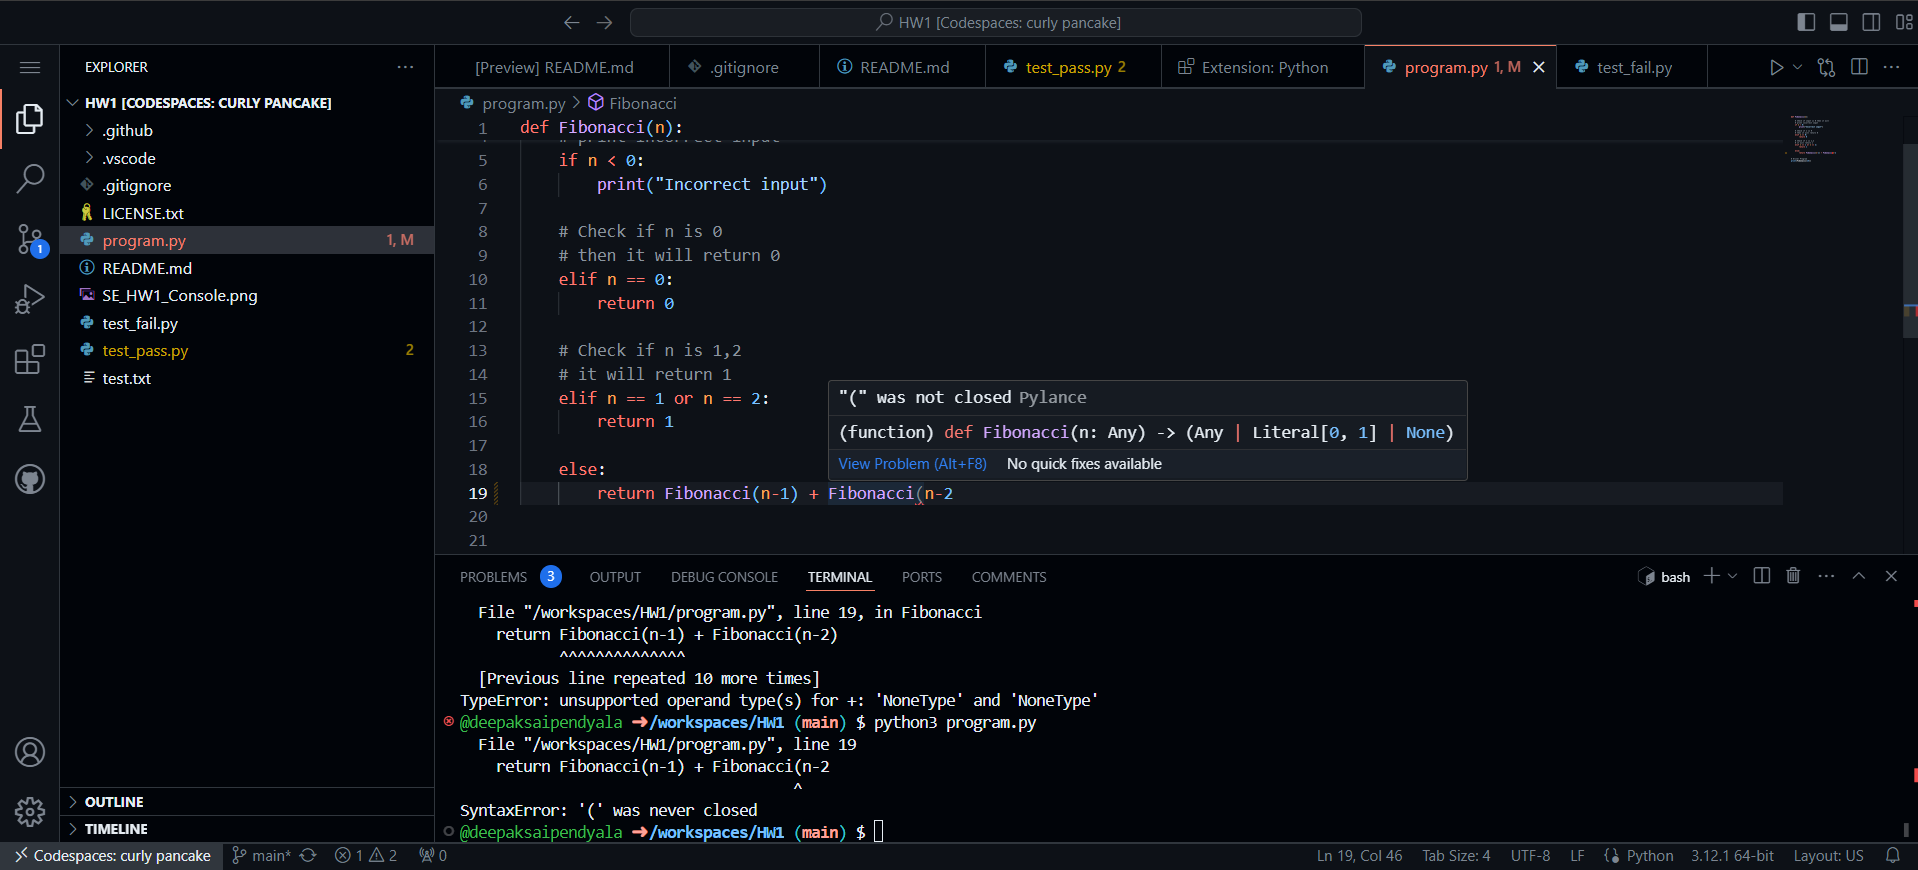 HW1 [Codespaces: curly pancake]
EXPLORER
HW1 [CODESPACES: CURLY PANCAKE]
.github
.vscode
.gitignore
LICENSE.txt
program.py 1, M
README.md
SE_HW1_Console.png
test_fail.py
test_pass.py 2
test.txt
OUTLINE
TIMELINE
1
[Preview] README.md
.gitignore
README.md
test_pass.py 2
Extension: Python
program.py 1, M
test_fail.py
program.py > Fibonacci
1 def Fibonacci(n):
# print incorrect input
5 if n < 0:
6 print("Incorrect input")
7
8 # Check if n is 0
9 # then it will return 0
10 elif n == 0:
11 return 0
12
13 # Check if n is 1,2
14 # it will return 1
15 elif n == 1 or n == 2:
16 return 1
17
18 else:
19 return Fibonacci(n-1) + Fibonacci(n-2
20
21
"(" was not closed Pylance
(function) def Fibonacci(n: Any) -> (Any | Literal[0, 1] | None)
View Problem (Alt+F8) No quick fixes available
PROBLEMS 3 OUTPUT DEBUG CONSOLE TERMINAL PORTS COMMENTS
bash
File "/workspaces/HW1/program.py", line 19, in Fibonacci
return Fibonacci(n-1) + Fibonacci(n-2)
^^^^^^^^^^^^^^
[Previous line repeated 10 more times]
TypeError: unsupported operand type(s) for +: 'NoneType' and 'NoneType'
@deepaksaipendyala ➜/workspaces/HW1 (main) $ python3 program.py
File "/workspaces/HW1/program.py", line 19
return Fibonacci(n-1) + Fibonacci(n-2
^
SyntaxError: '(' was never closed
@deepaksaipendyala ➜/workspaces/HW1 (main) $
Codespaces: curly pancake main* 1 2 0
Ln 19, Col 46 Tab Size: 4 UTF-8 LF Python 3.12.1 64-bit Layout: US